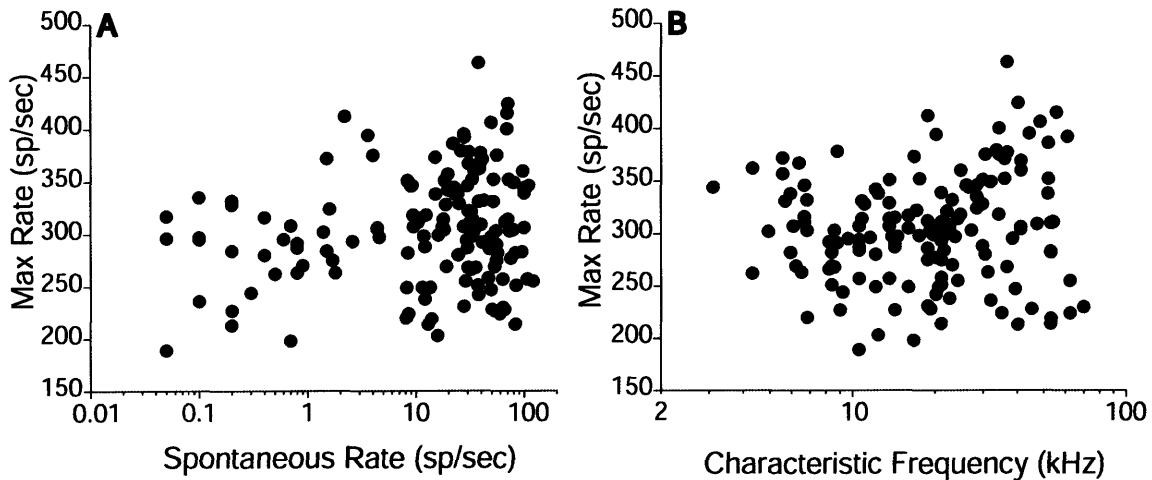 A
500
450
400
350
300
250
200
150
Max Rate (sp/sec)
0.01 0.1 1 10 100
Spontaneous Rate (sp/sec)
B
500
450
400
350
300
250
200
150
Max Rate (sp/sec)
2 10 100
Characteristic Frequency (kHz)